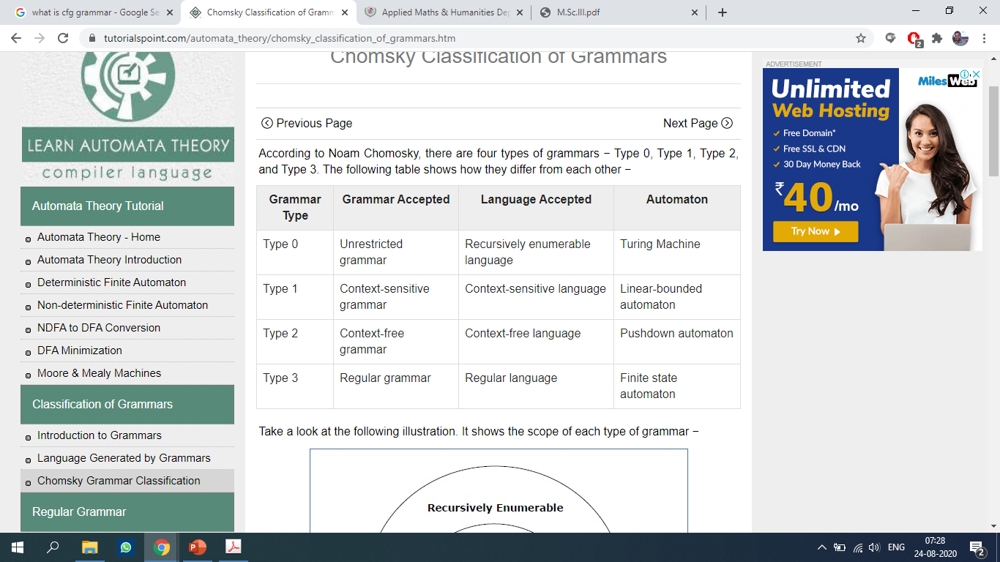 what is cfg grammar - Google Se
Chomsky Classification of Gramm
Applied Maths & Humanities Dep
M.Sc.III.pdf
tutorialspoint.com/automata_theory/chomsky_classification_of_grammars.htm
2
LEARN AUTOMATA THEORY
compiler language
Automata Theory Tutorial
Automata Theory - Home
Automata Theory Introduction
Deterministic Finite Automaton
Non-deterministic Finite Automaton
NDFA to DFA Conversion
DFA Minimization
Moore & Mealy Machines
Classification of Grammars
Introduction to Grammars
Language Generated by Grammars
Chomsky Grammar Classification
Regular Grammar
Chomsky Classification of Grammars
Previous Page
Next Page
According to Noam Chomosky, there are four types of grammars − Type 0, Type 1, Type 2,
and Type 3. The following table shows how they differ from each other −
Grammar Type Grammar Accepted Language Accepted Automaton
Type 0 Unrestricted grammar Recursively enumerable language Turing Machine
Type 1 Context-sensitive grammar Context-sensitive language Linear-bounded automaton
Type 2 Context-free grammar Context-free language Pushdown automaton
Type 3 Regular grammar Regular language Finite state automaton
Take a look at the following illustration. It shows the scope of each type of grammar −
Recursively Enumerable
ADVERTISEMENT
MilesWeb
Unlimited
Web Hosting
Free Domain*
Free SSL & CDN
30 Day Money Back
₹40/mo
Try Now
ENG
07:28
24-08-2020
2